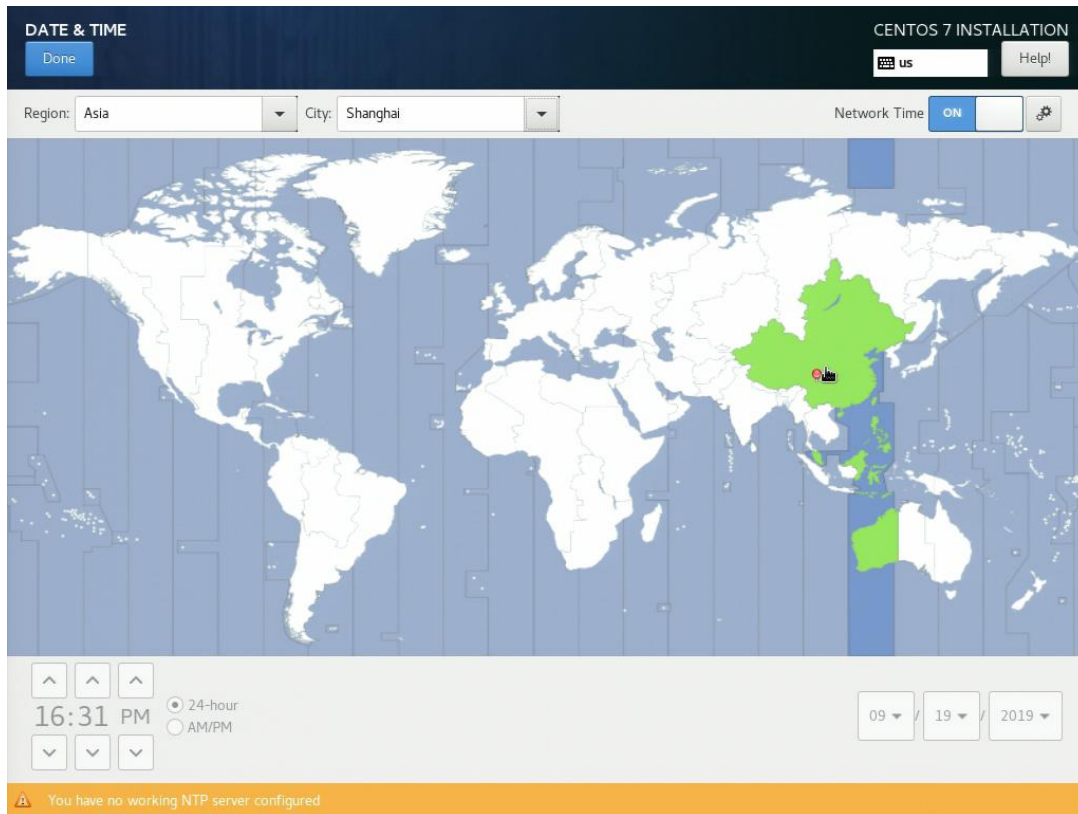 DATE & TIME
CENTOS 7 INSTALLATION
Done
us
Help!
Region: Asia City: Shanghai Network Time ON
16:31 PM
24-hour
AM/PM
09 / 19 / 2019
You have no working NTP server configured